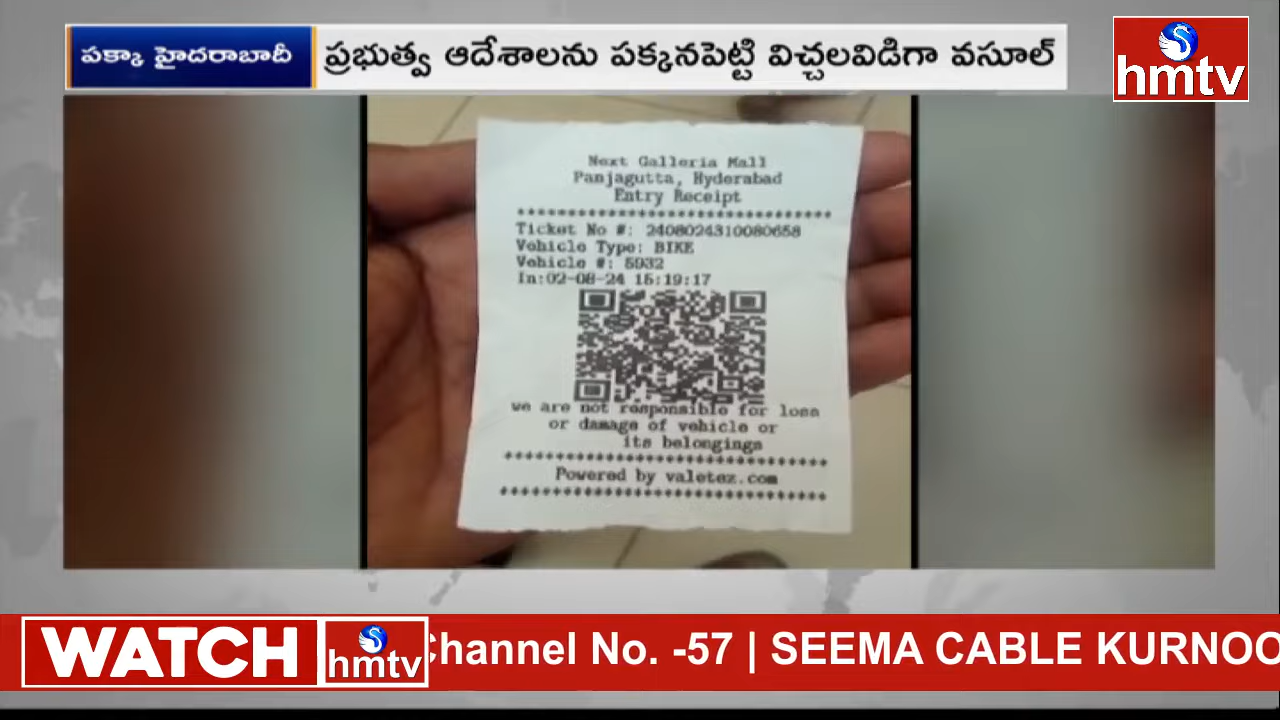 పక్కా హైదరాబాదీ
ప్రభుత్వ ఆదేశాలను పక్కనపెట్టి విచ్చలవిడిగా వసూల్
hmtv
Next Galleria Mall
Panjagutta, Hyderabad
Entry Receipt
********************************
Ticket No #: 2408024310080658
Vehicle Type: BIKE
Vehicle #: 5932
In:02-08-24 15:19:17
we are not responsible for loss
or damage of vehicle or
its belongings
********************************
Powered by valetez.com
********************************
WATCH
hmtv
Channel No. -57 | SEEMA CABLE KURNOO